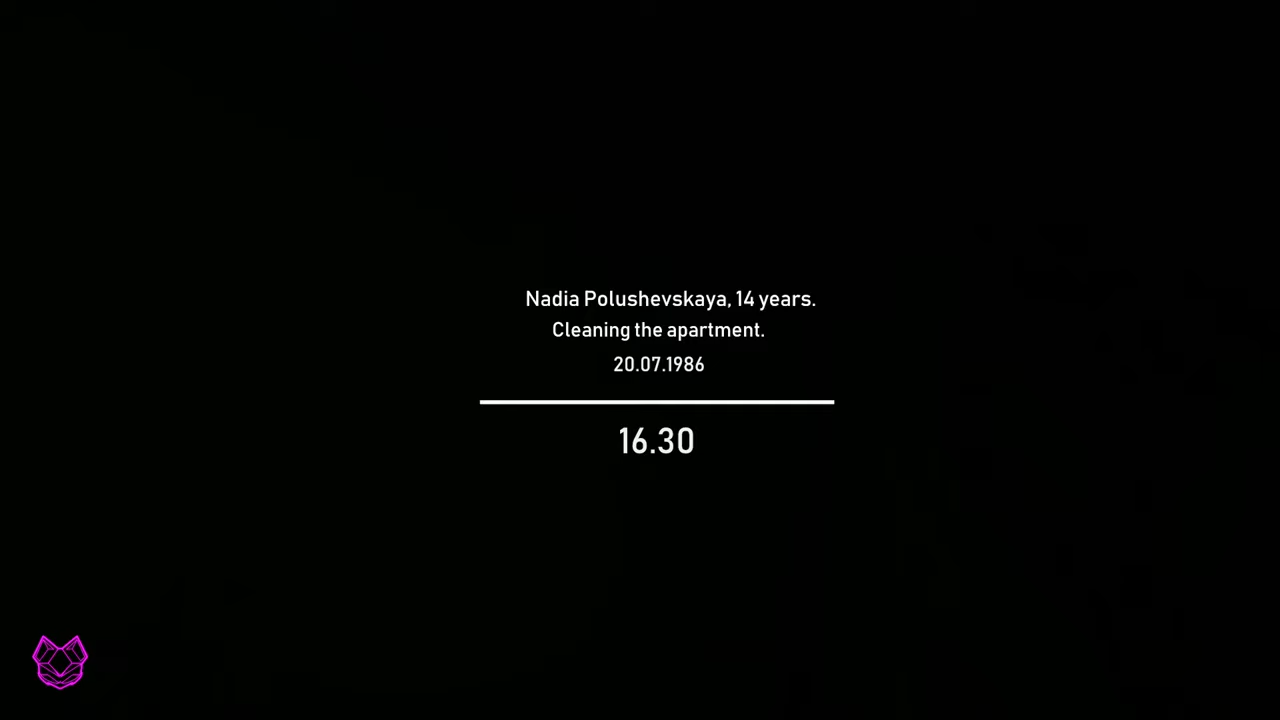 Nadia Polushevskaya, 14 years.
Cleaning the apartment.
20.07.1986
16.30